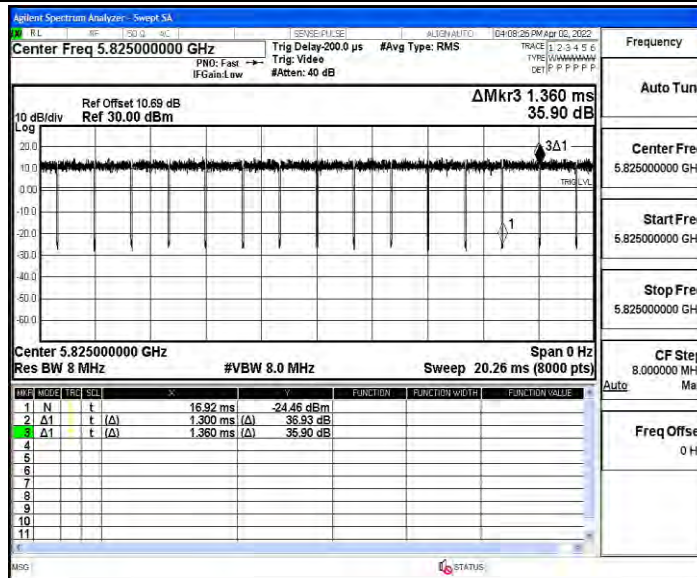 Agilent Spectrum Analyzer - Swept SA
RL RF 50 Ω AC SENSE:PULSE ALIGN AUTO 04:08:26 PM Apr 02, 2022
Center Freq 5.825000000 GHz
PNO: Fast
IFGain:Low
Trig Delay-200.0 µs
Trig: Video
#Atten: 40 dB
#Avg Type: RMS
TRACE 1 2 3 4 5 6
TYPE WWWWWW
DET P P P P P P
Ref Offset 10.69 dB
10 dB/div Ref 30.00 dBm
Log
ΔMkr3 1.360 ms
35.90 dB
20.0
10.0
0.00
-10.0
-20.0
-30.0
-40.0
-50.0
-60.0
3Δ1
TRIG LVL
1
Center 5.825000000 GHz Span 0 Hz
Res BW 8 MHz #VBW 8.0 MHz Sweep 20.26 ms (8000 pts)
MKR MODE TRC SCL X Y FUNCTION FUNCTION WIDTH FUNCTION VALUE
1 N t 16.92 ms -24.46 dBm
2 Δ1 t (Δ) 1.300 ms (Δ) 36.93 dB
3 Δ1 t (Δ) 1.360 ms (Δ) 35.90 dB
4
5
6
7
8
9
10
11
MSG STATUS
Frequency
Auto Tun
Center Fre
5.825000000 GH
Start Fre
5.825000000 GH
Stop Fre
5.825000000 GH
CF Step
8.000000 MH
Auto Ma
Freq Offse
0 H